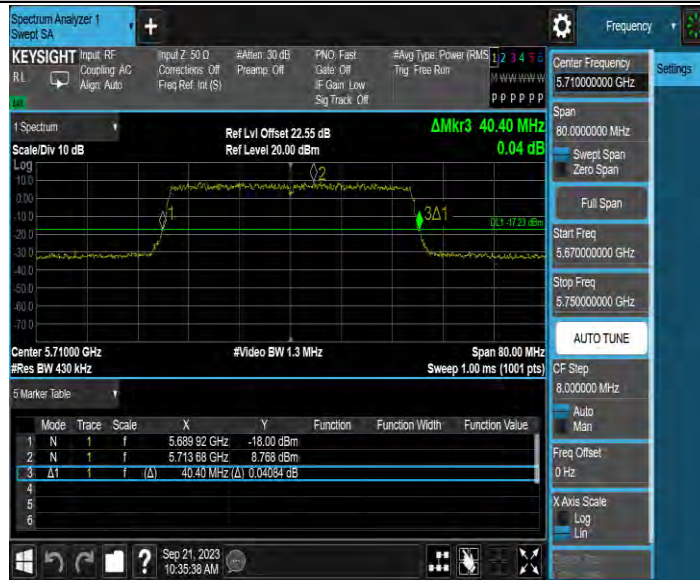 Spectrum Analyzer 1
Swept SA
+
Frequency
KEYSIGHT
RL
Input: RF
Coupling: AC
Align: Auto
Input Z: 50 Ω
Corrections: Off
Freq Ref: Int (S)
#Atten: 30 dB
Preamp: Off
PNO: Fast
Gate: Off
IF Gain: Low
Sig Track: Off
#Avg Type: Power (RMS
Trig: Free Run
1 2 3 4 5 6
M W W W W W
P P P P P P
1 Spectrum
Scale/Div 10 dB
Ref Lvl Offset 22.55 dB
Ref Level 20.00 dBm
ΔMkr3 40.40 MHz
0.04 dB
Log
10.0
0.00
-10.0
-20.0
-30.0
-40.0
-50.0
-60.0
-70.0
1
2
3Δ1
DL1 -17.23 dBm
Center 5.71000 GHz
#Video BW 1.3 MHz
Span 80.00 MHz
#Res BW 430 kHz
Sweep 1.00 ms (1001 pts)
5 Marker Table
Mode Trace Scale X Y Function Function Width Function Value
1 N 1 f 5.689 92 GHz -18.00 dBm
2 N 1 f 5.713 68 GHz 8.768 dBm
3 Δ1 1 f (Δ) 40.40 MHz (Δ) 0.04084 dB
4
5
6
Sep 21, 2023
10:35:38 AM
?
Center Frequency
5.710000000 GHz
Settings
Span
80.0000000 MHz
Swept Span
Zero Span
Full Span
Start Freq
5.670000000 GHz
Stop Freq
5.750000000 GHz
AUTO TUNE
CF Step
8.000000 MHz
Auto
Man
Freq Offset
0 Hz
X Axis Scale
Log
Lin